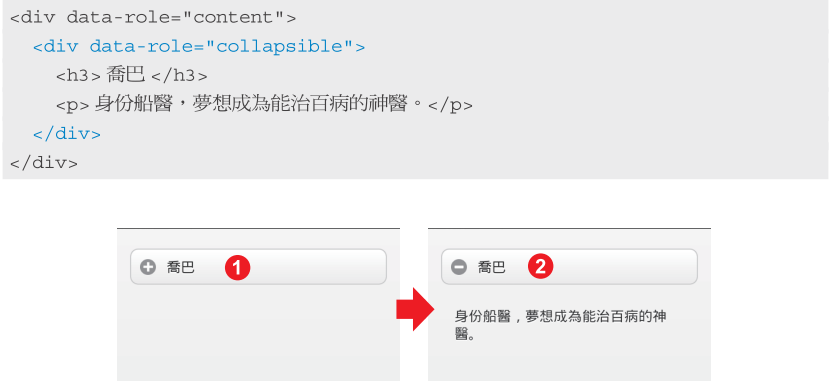 <div data-role="content">
<div data-role="collapsible">
<h3> 喬巴 </h3>
<p> 身份船醫，夢想成為能治百病的神醫。</p>
</div>
</div>
喬巴 1
喬巴 2
身份船醫，夢想成為能治百病的神
醫。